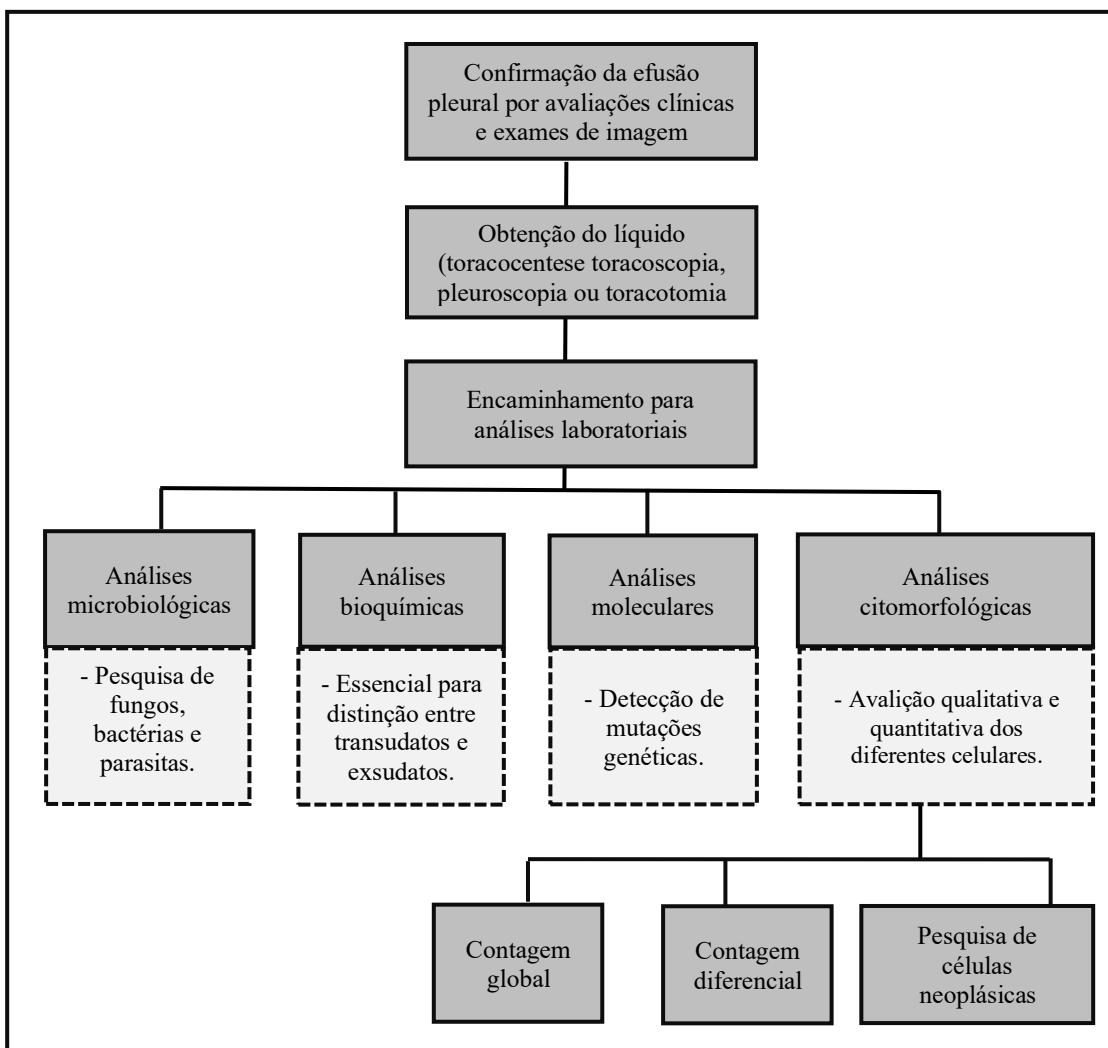 Confirmação da efusão
pleural por avaliações clínicas
e exames de imagem
Obtenção do líquido
(toracocentese toracoscopia,
pleuroscopia ou toracotomia
Encaminhamento para
análises laboratoriais
Análises
microbiológicas
- Pesquisa de
fungos,
bactérias e
parasitas.
Análises
bioquímicas
- Essencial para
distinção entre
transudatos e
exsudatos.
Análises
moleculares
- Detecção de
mutações
genéticas.
Análises
citomorfológicas
- Avalição qualitativa e
quantitativa dos
diferentes celulares.
Contagem
global
Contagem
diferencial
Pesquisa de
células
neoplásicas